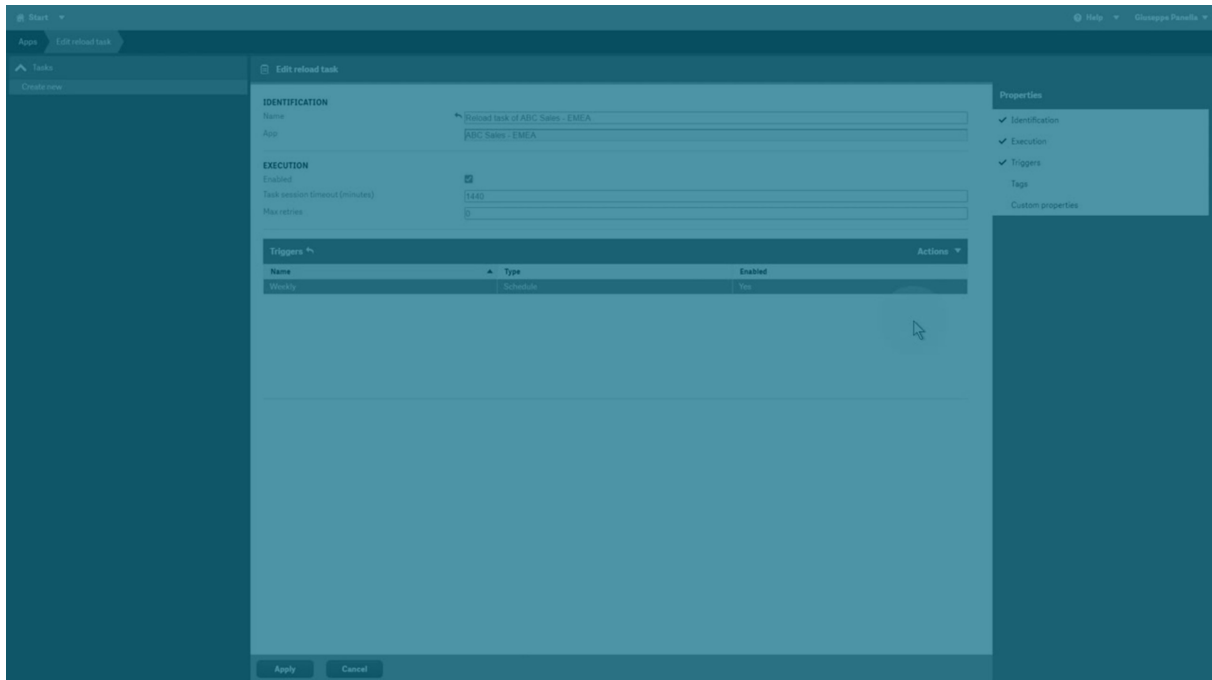 Start Help Giuseppe Panella
Apps Edit reload task
Tasks
Create new
Edit reload task
IDENTIFICATION
Name Reload task of ABC Sales - EMEA
App ABC Sales - EMEA
EXECUTION
Enabled
Task session timeout (minutes) 1440
Max retries 0
Triggers Actions
Name Type Enabled
Weekly Schedule Yes
Apply Cancel
Properties
Identification
Execution
Triggers
Tags
Custom properties